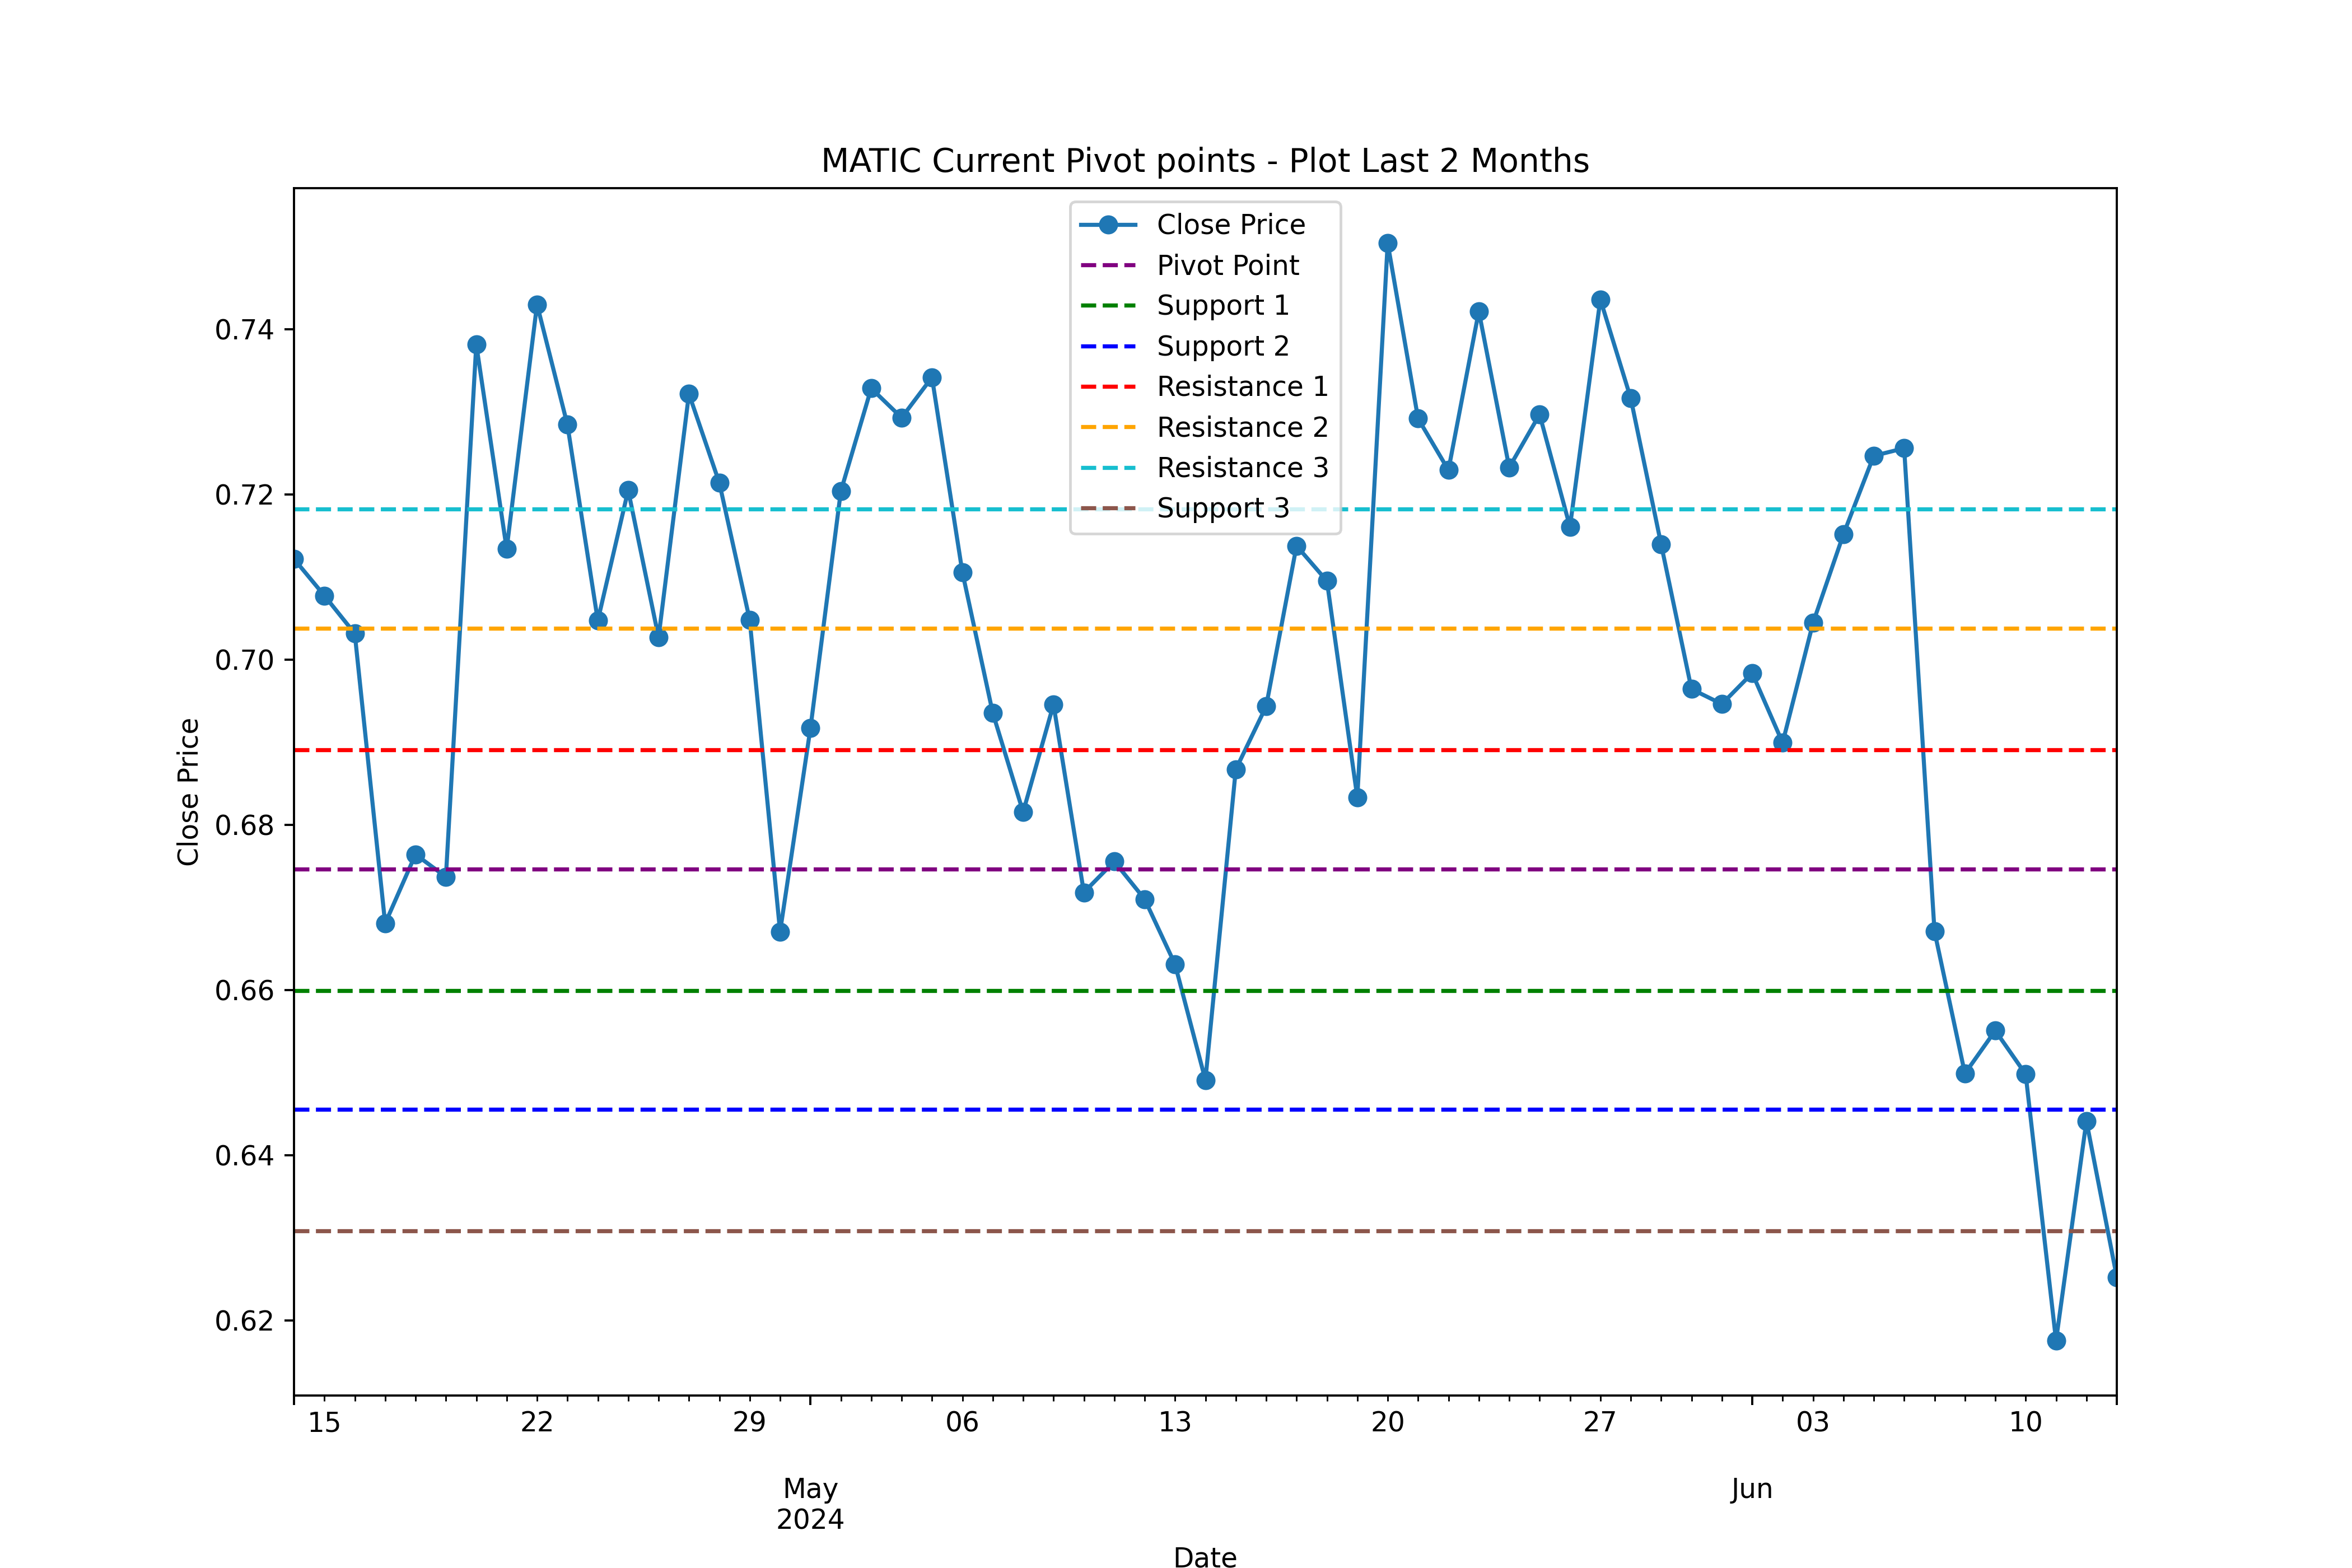 MATIC Current Pivot points - Plot Last 2 Months
Close Price
Pivot Point
Support 1
Support 2
Resistance 1
Resistance 2
Resistance 3
Support 3
Close Price
0.74
0.72
0.70
0.68
0.66
0.64
0.62
15 22 29 06 13 20 27 03 10
May Jun
2024
Date